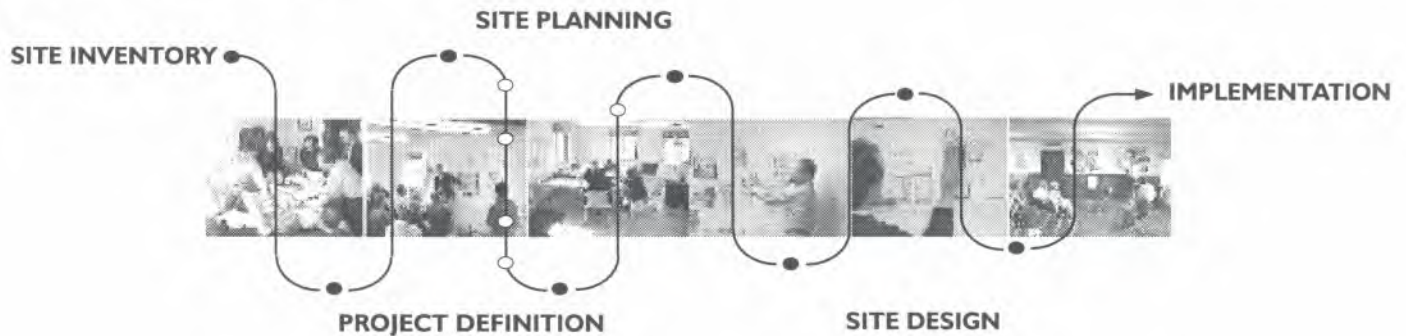 SITE PLANNING
SITE INVENTORY
IMPLEMENTATION
PROJECT DEFINITION
SITE DESIGN